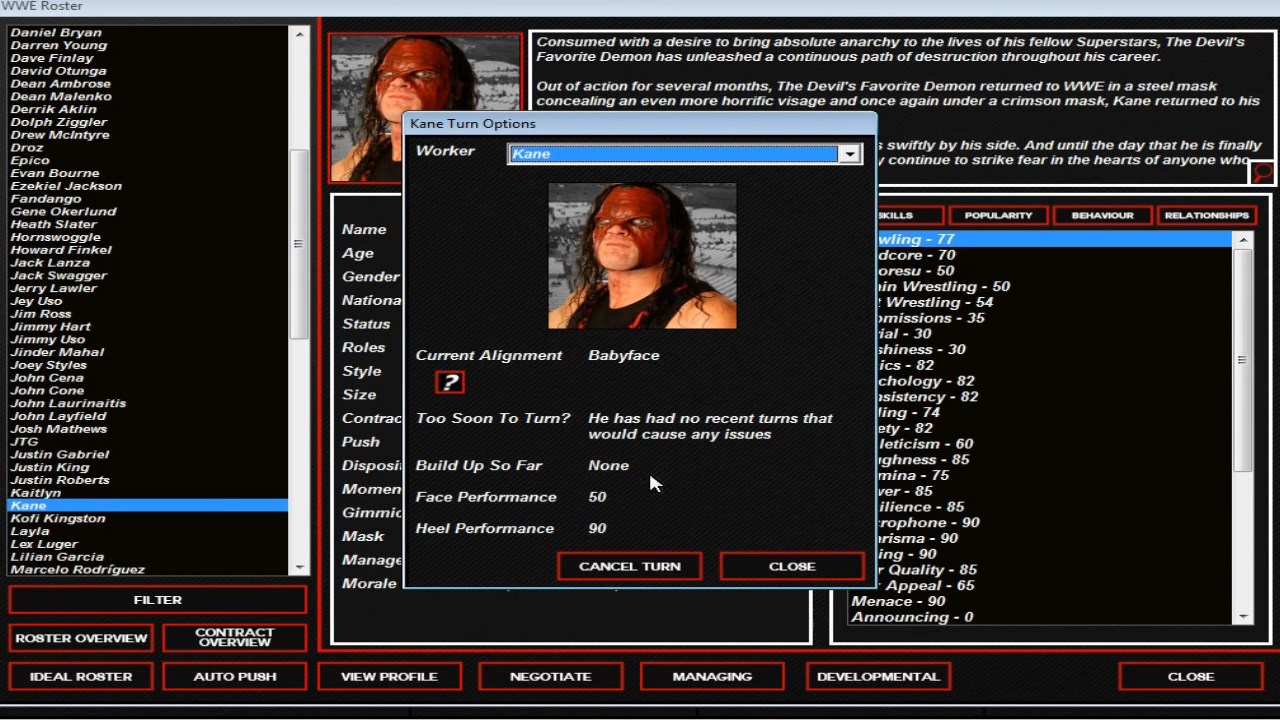 WWE Roster
Daniel Bryan
Darren Young
Dave Finlay
David Otunga
Dean Ambrose
Dean Malenko
Derrik Aklin
Dolph Ziggler
Drew McIntyre
Droz
Epico
Evan Bourne
Ezekiel Jackson
Fandango
Gene Okerlund
Heath Slater
Hornswoggle
Howard Finkel
Jack Lanza
Jack Swagger
Jerry Lawler
Jey Uso
Jim Ross
Jimmy Hart
Jimmy Uso
Jinder Mahal
Joey Styles
John Cena
John Cone
John Laurinaitis
John Layfield
Josh Mathews
JTG
Justin Gabriel
Justin King
Justin Roberts
Kaitlyn
Kane
Kofi Kingston
Layla
Lex Luger
Lilian Garcia
Marcelo Rodríguez
FILTER
ROSTER OVERVIEW
CONTRACT OVERVIEW
IDEAL ROSTER
AUTO PUSH
VIEW PROFILE
NEGOTIATE
MANAGING
DEVELOPMENTAL
CLOSE
Consumed with a desire to bring absolute anarchy to the lives of his fellow Superstars, The Devil's
Favorite Demon has unleashed a continuous path of destruction throughout his career.
Out of action for several months, The Devil's Favorite Demon returned to WWE in a steel mask
concealing an even more horrific visage and once again under a crimson mask, Kane returned to his
s swiftly by his side. And until the day that he is finally
y continue to strike fear in the hearts of anyone who
Name
Age
Gender
Nationa
Status
Roles
Style
Size
Contrac
Push
Disposi
Momen
Gimmic
Mask
Manage
Morale
Kane Turn Options
Worker
Kane
Current Alignment Babyface
?
Too Soon To Turn? He has had no recent turns that
would cause any issues
Build Up So Far None
Face Performance 50
Heel Performance 90
CANCEL TURN
CLOSE
SKILLS
POPULARITY
BEHAVIOUR
RELATIONSHIPS
wling - 77
dcore - 70
oresu - 50
ain Wrestling - 50
t Wrestling - 54
omissions - 35
rial - 30
shiness - 30
ics - 82
chology - 82
nsistency - 82
ling - 74
ety - 82
leticism - 60
ughness - 85
mina - 75
wer - 85
ilience - 85
crophone - 90
arisma - 90
ing - 90
r Quality - 85
Appeal - 65
Menace - 90
Announcing - 0